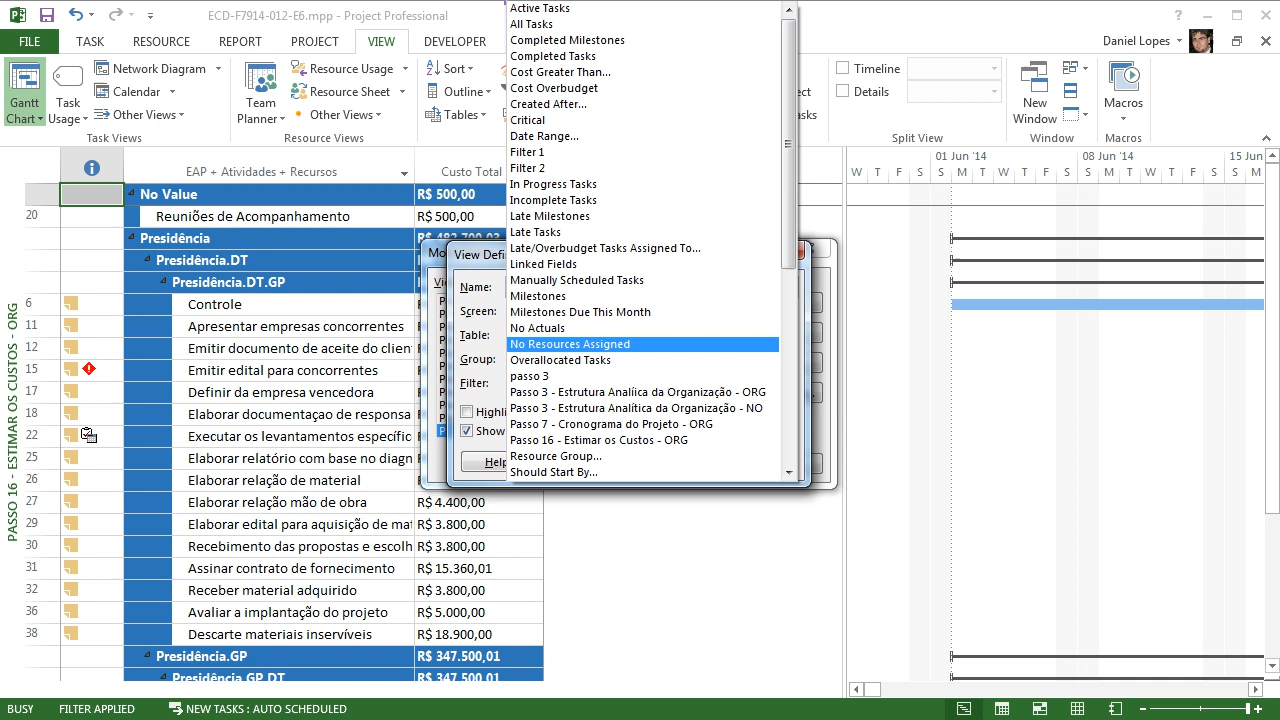 ECD-F7914-012-E6.mpp - Project Professional
FILE TASK RESOURCE REPORT PROJECT VIEW DEVELOPER
Daniel Lopes
Gantt Chart
Task Usage
Network Diagram
Calendar
Other Views
Task Views
Team Planner
Resource Usage
Resource Sheet
Other Views
Resource Views
Sort
Outline
Tables
Timeline
Details
Split View
New Window
Window
Macros
Macros
Active Tasks
All Tasks
Completed Milestones
Completed Tasks
Cost Greater Than...
Cost Overbudget
Created After...
Critical
Date Range...
Filter 1
Filter 2
In Progress Tasks
Incomplete Tasks
Late Milestones
Late Tasks
Late/Overbudget Tasks Assigned To...
Linked Fields
Manually Scheduled Tasks
Milestones
Milestones Due This Month
No Actuals
No Resources Assigned
Overallocated Tasks
passo 3
Passo 3 - Estrutura Analíica da Organização - ORG
Passo 3 - Estrutura Analítica da Organização - NO
Passo 7 - Cronograma do Projeto - ORG
Passo 16 - Estimar os Custos - ORG
Resource Group...
Should Start By...
View Defi
Name:
Screen:
Table:
Group:
Filter:
Highli
Show
Help
EAP + Atividades + Recursos Custo Total
No Value R$ 500,00
20 Reuniões de Acompanhamento R$ 500,00
Presidência
Presidência.DT
Presidência.DT.GP
6 Controle
11 Apresentar empresas concorrentes
12 Emitir documento de aceite do clien
15 Emitir edital para concorrentes
17 Definir da empresa vencedora
18 Elaborar documentaçao de responsa
22 Executar os levantamentos específic
25 Elaborar relatório com base no diagn
26 Elaborar relação de material
27 Elaborar relação mão de obra R$ 4.400,00
29 Elaborar edital para aquisição de mat R$ 3.800,00
30 Recebimento das propostas e escolh R$ 3.800,00
31 Assinar contrato de fornecimento R$ 15.360,01
32 Receber material adquirido R$ 3.800,00
36 Avaliar a implantação do projeto R$ 5.000,00
38 Descarte materiais inservíveis R$ 18.900,00
Presidência.GP R$ 347.500,01
Presidência.GP.DT R$ 347.500,01
PASSO 16 - ESTIMAR OS CUSTOS - ORG
01 Jun '14 08 Jun '14 15 Jun
W T F S S M T W T F S S M T W T F S S M
BUSY FILTER APPLIED NEW TASKS : AUTO SCHEDULED